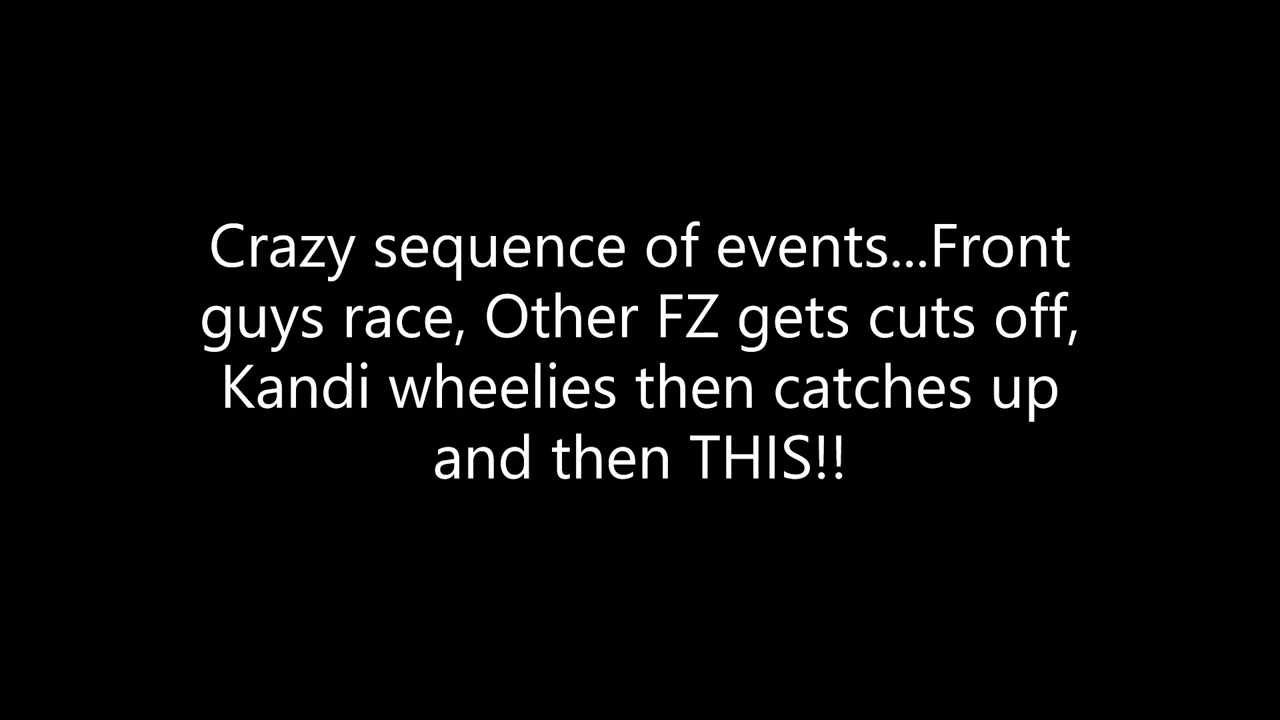 Crazy sequence of events...Front
guys race, Other FZ gets cuts off,
Kandi wheelies then catches up
and then THIS!!